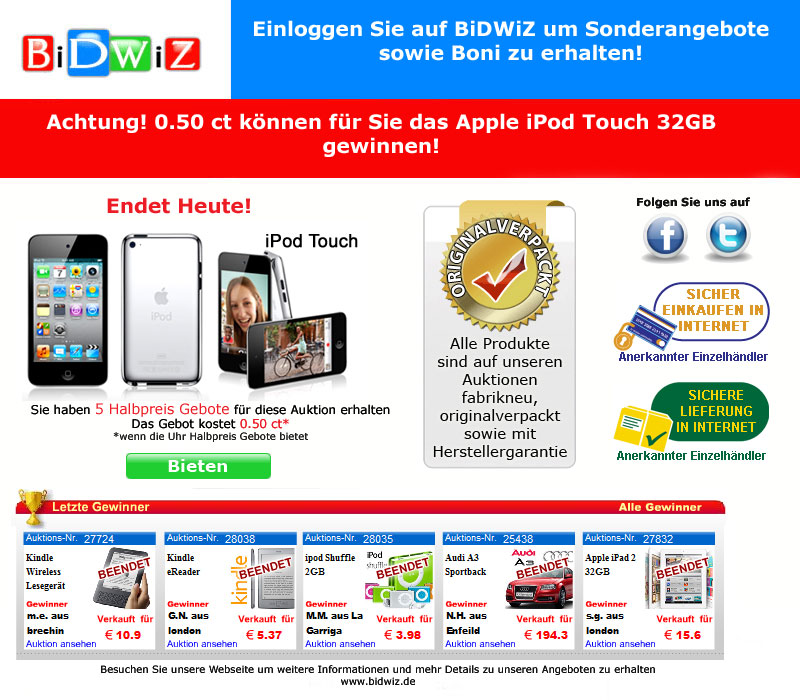 BiDWiZ
Einloggen Sie auf BiDWiZ um Sonderangebote
sowie Boni zu erhalten!
Achtung! 0.50 ct können für Sie das Apple iPod Touch 32GB
gewinnen!
Endet Heute!
iPod Touch
iPod
Sie haben 5 Halbpreis Gebote für diese Auktion erhalten
Das Gebot kostet 0.50 ct*
*wenn die Uhr Halbpreis Gebote bietet
Bieten
ORIGINALVERPACKT
Alle Produkte
sind auf unseren
Auktionen
fabrikneu,
originalverpackt
sowie mit
Herstellergarantie
Folgen Sie uns auf
SICHER
EINKAUFEN IN
INTERNET
Anerkannter Einzelhändler
SICHERE
LIEFERUNG
IN INTERNET
Anerkannter Einzelhändler
Letzte Gewinner
Alle Gewinner
Auktions-Nr. 27724
Kindle
Wireless
Lesegerät
BEENDET
Gewinner
m.e. aus
brechin
Verkauft für
€ 10.9
Auktion ansehen
Auktions-Nr. 28038
Kindle
eReader
kindle
BEENDET
Gewinner
G.N. aus
london
Verkauft für
€ 5.37
Auktion ansehen
Auktions-Nr. 28035
ipod Shuffle
2GB
iPod
shuffle
BEENDET
Gewinner
M.M. aus La
Garriga
Verkauft für
€ 3.98
Auktion ansehen
Auktions-Nr. 25438
Audi A3
Sportback
Audi
A3
BEENDET
Gewinner
N.H. aus
Enfeild
Verkauft für
€ 194.3
Auktion ansehen
Auktions-Nr. 27832
Apple iPad 2
32GB
BEENDET
Gewinner
s.g. aus
london
Verkauft für
€ 15.6
Auktion ansehen
Besuchen Sie unsere Webseite um weitere Informationen und mehr Details zu unseren Angeboten zu erhalten
www.bidwiz.de